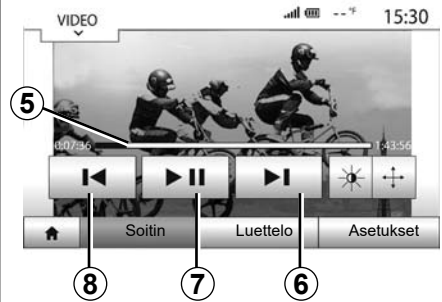 VIDEO
--°F 15:30
5
0:07:36 1:43:56
Soitin Luettelo Asetukset
8 7 6